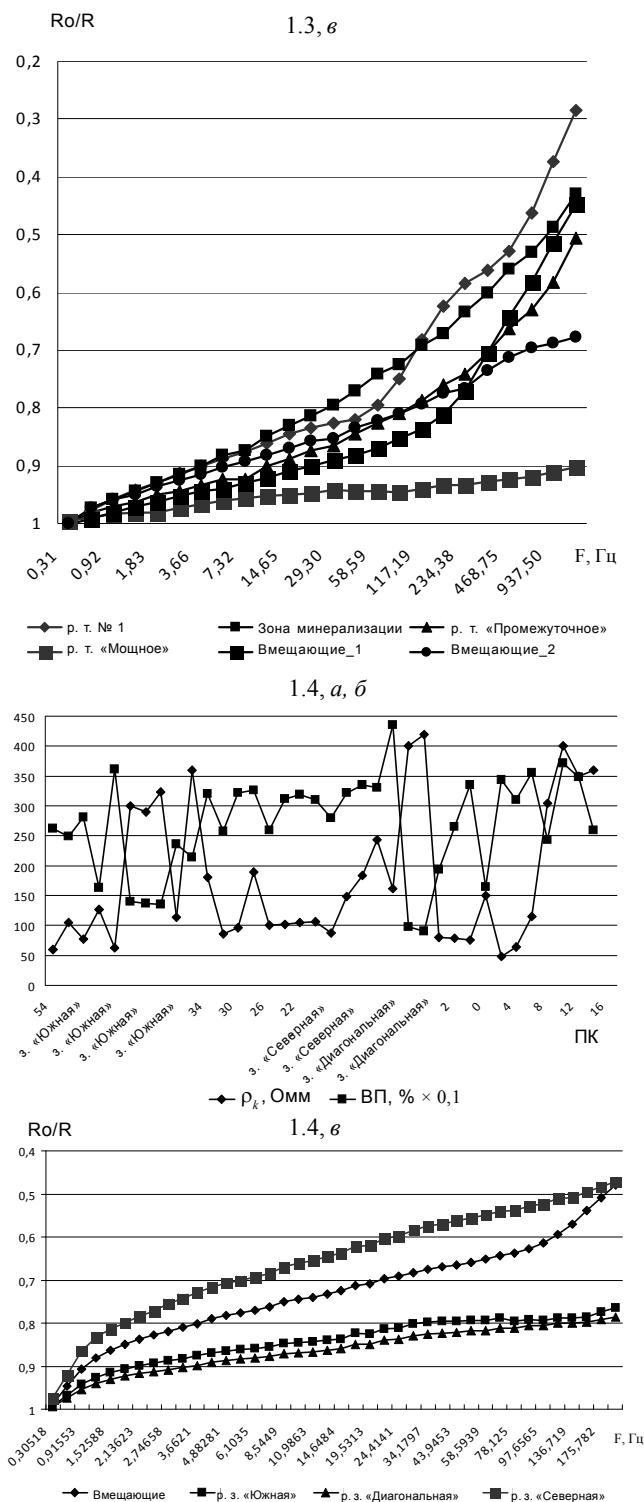 Ro/R
1.3, в
0,2
0,3
0,4
0,5
0,6
0,7
0,8
0,9
1
0,31 0,92 1,83 3,66 7,32 14,65 29,30 58,59 117,19 234,38 468,75 937,50 F, Гц
р. т. № 1 Зона минерализации р. т. «Промежуточное»
р. т. «Мощное» Вмещающие_1 Вмещающие_2
1.4, а, б
450
400
350
300
250
200
150
100
50
0
54 з. «Южная» з. «Южная» з. «Южная» з. «Южная» 34 30 26 22 з. «Северная» з. «Северная» з. «Диагональная» з. «Диагональная» 2 0 4 8 12 16
ПК
ρk, Омм ВП, % × 0,1
Ro/R
1.4, в
0,4
0,5
0,6
0,7
0,8
0,9
1
0,30518 0,91553 1,52588 2,13623 2,74658 3,6621 4,88281 6,1035 8,5449 10,9863 14,6484 19,5313 24,4141 34,1797 43,9453 58,5939 78,125 97,6565 136,719 175,782 F, Гц
Вмещающие р. з. «Южная» р.з. «Диагональная» р.з. «Северная»